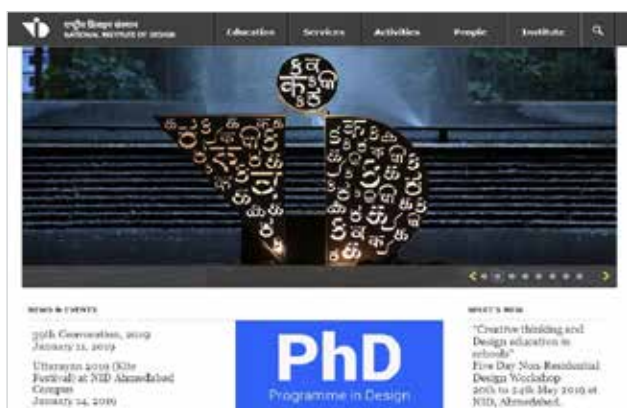 राष्ट्रीय डिज़ाइन संस्थान
NATIONAL INSTITUTE OF DESIGN
Education
Services
Activities
People
Institute
NEWS & EVENTS
39th Convocation, 2019
January 11, 2019
Uttarayan 2019 (Kite
Festival) at NID Ahmedabad
Campus
January 14, 2019
PhD
Programme in Design
WHAT'S NEW
"Creative thinking and
Design education in
schools"
Five Day Non-Residential
Design Workshop
20th to 24th May 2019 at
NID, Ahmedabad.